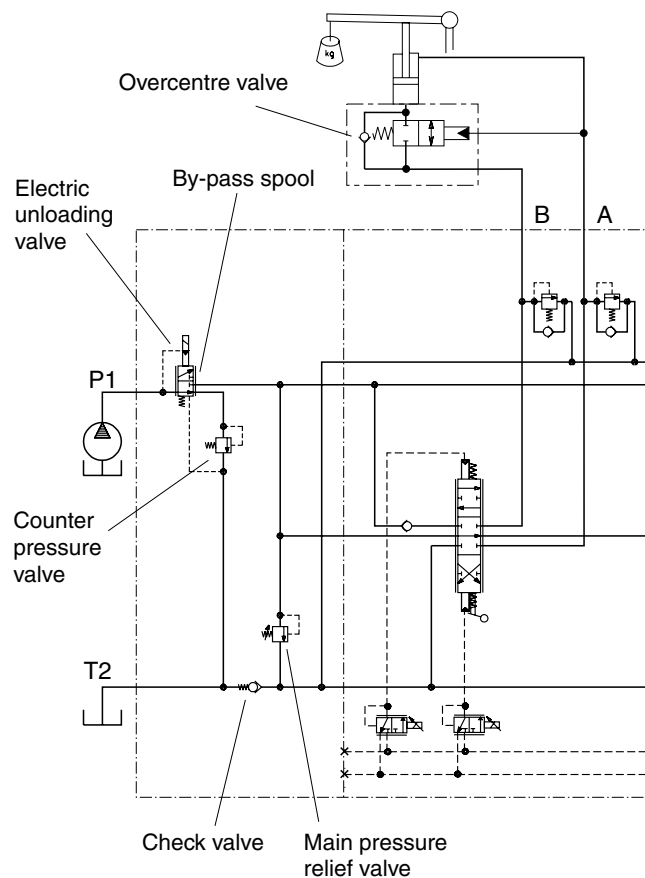 kg
Overcentre valve
By-pass spool
Electric
unloading
valve
B
A
P1
Counter
pressure
valve
T2
Check valve
Main pressure
relief valve